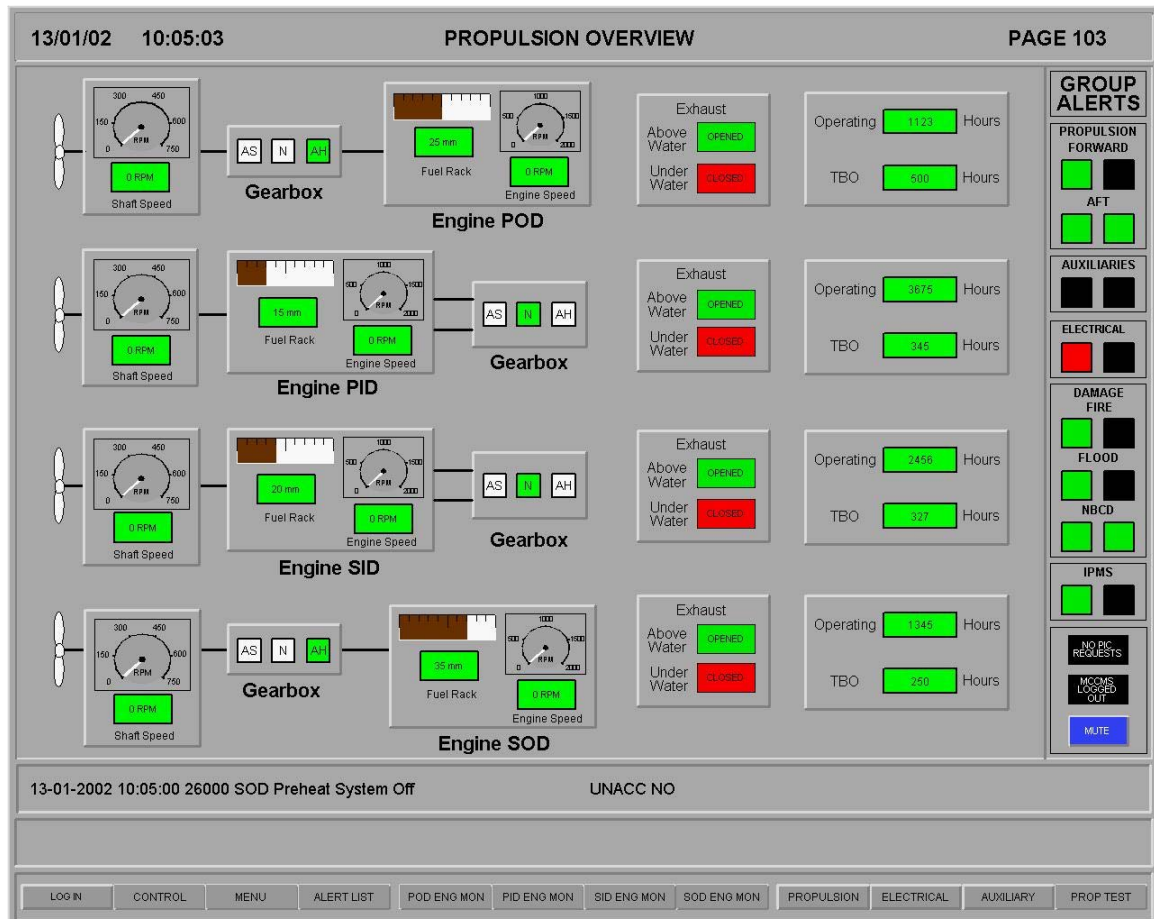 13/01/02 10:05:03 PROPULSION OVERVIEW PAGE 103
300 450
150 600
0 RPM 750
0 RPM
Shaft Speed
AS N AH
Gearbox
25 mm
Fuel Rack
1000
500 1500
RPM
0 2000
0 RPM
Engine Speed
Engine POD
Exhaust
Above Water OPENED
Under Water CLOSED
Operating 1123 Hours
TBO 500 Hours
300 450
150 600
RPM
0 750
0 RPM
Shaft Speed
15 mm
Fuel Rack
1000
500 1500
RPM
0 2000
0 RPM
Engine Speed
Engine PID
AS N AH
Gearbox
Exhaust
Above Water OPENED
Under Water CLOSED
Operating 3675 Hours
TBO 345 Hours
300 450
150 600
RPM
0 750
0 RPM
Shaft Speed
20 mm
Fuel Rack
1000
500 1500
RPM
0 2000
0 RPM
Engine Speed
Engine SID
AS N AH
Gearbox
Exhaust
Above Water OPENED
Under Water CLOSED
Operating 2456 Hours
TBO 327 Hours
300 450
150 600
RPM
0 750
0 RPM
Shaft Speed
AS N AH
Gearbox
35 mm
Fuel Rack
1000
500 1500
RPM
0 2000
0 RPM
Engine Speed
Engine SOD
Exhaust
Above Water OPENED
Under Water CLOSED
Operating 1345 Hours
TBO 250 Hours
GROUP
ALERTS
PROPULSION
FORWARD
AFT
AUXILIARIES
ELECTRICAL
DAMAGE
FIRE
FLOOD
NBCD
IPMS
NO PIC
REQUESTS
MCCMS
LOGGED
OUT
MUTE
13-01-2002 10:05:00 26000 SOD Preheat System Off UNACC NO
LOG IN CONTROL MENU ALERT LIST POD ENG MON PID ENG MON SID ENG MON SOD ENG MON PROPULSION ELECTRICAL AUXILIARY PROP TEST